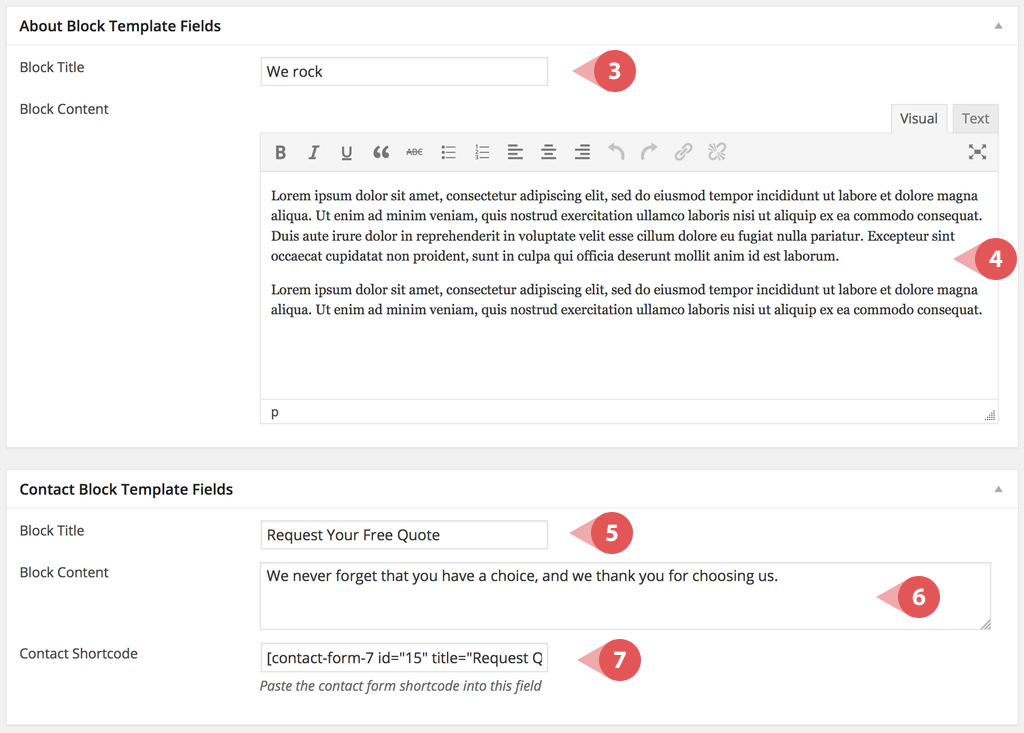 About Block Template Fields
Block Title
We rock
3
Block Content
Visual
Text
B I U ABC
Lorem ipsum dolor sit amet, consectetur adipiscing elit, sed do eiusmod tempor incididunt ut labore et dolore magna
aliqua. Ut enim ad minim veniam, quis nostrud exercitation ullamco laboris nisi ut aliquip ex ea commodo consequat.
Duis aute irure dolor in reprehenderit in voluptate velit esse cillum dolore eu fugiat nulla pariatur. Excepteur sint
occaecat cupidatat non proident, sunt in culpa qui officia deserunt mollit anim id est laborum.
4
Lorem ipsum dolor sit amet, consectetur adipiscing elit, sed do eiusmod tempor incididunt ut labore et dolore magna
aliqua. Ut enim ad minim veniam, quis nostrud exercitation ullamco laboris nisi ut aliquip ex ea commodo consequat.
p
Contact Block Template Fields
Block Title
Request Your Free Quote
5
Block Content
We never forget that you have a choice, and we thank you for choosing us.
6
Contact Shortcode
[contact-form-7 id="15" title="Request Q
7
Paste the contact form shortcode into this field